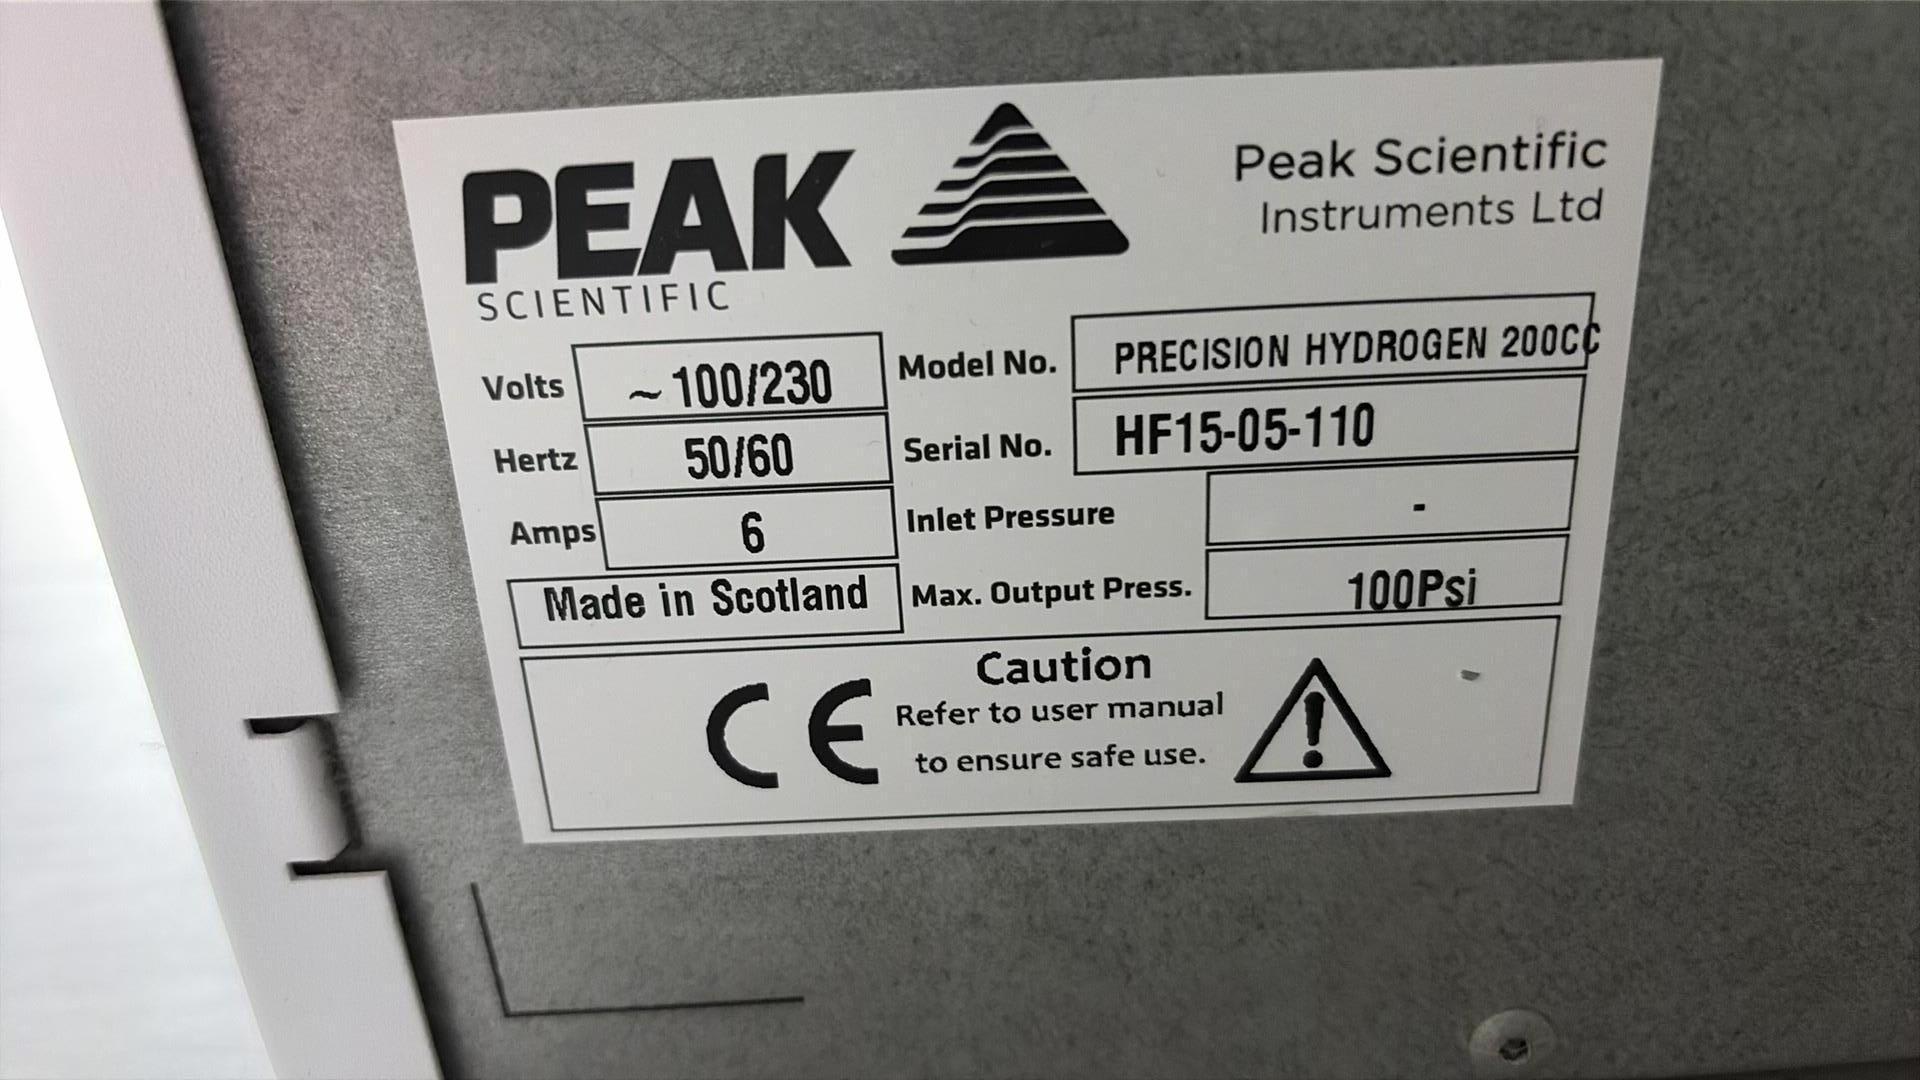 PEAK
SCIENTIFIC
Peak Scientific
Instruments Ltd
Volts ~ 100/230
Hertz 50/60
Amps 6
Made in Scotland
Model No. PRECISION HYDROGEN 200CC
Serial No. HF15-05-110
Inlet Pressure -
Max. Output Press. 100Psi
CE
Caution
Refer to user manual
to ensure safe use.